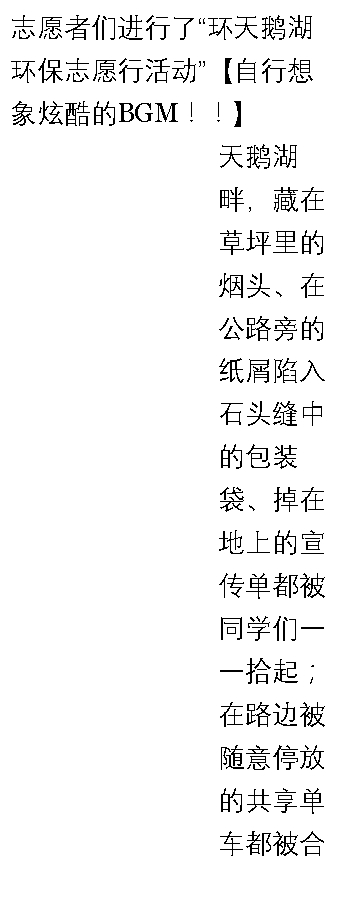 志愿者们进行了“环天鹅湖
环保志愿行活动”【自行想
象炫酷的BGM！！】
天鹅湖
畔，藏在
草坪里的
烟头、在
公路旁的
纸屑陷入
石头缝中
的包装
袋、掉在
地上的宣
传单都被
同学们一
一拾起；
在路边被
随意停放
的共享单
车都被合